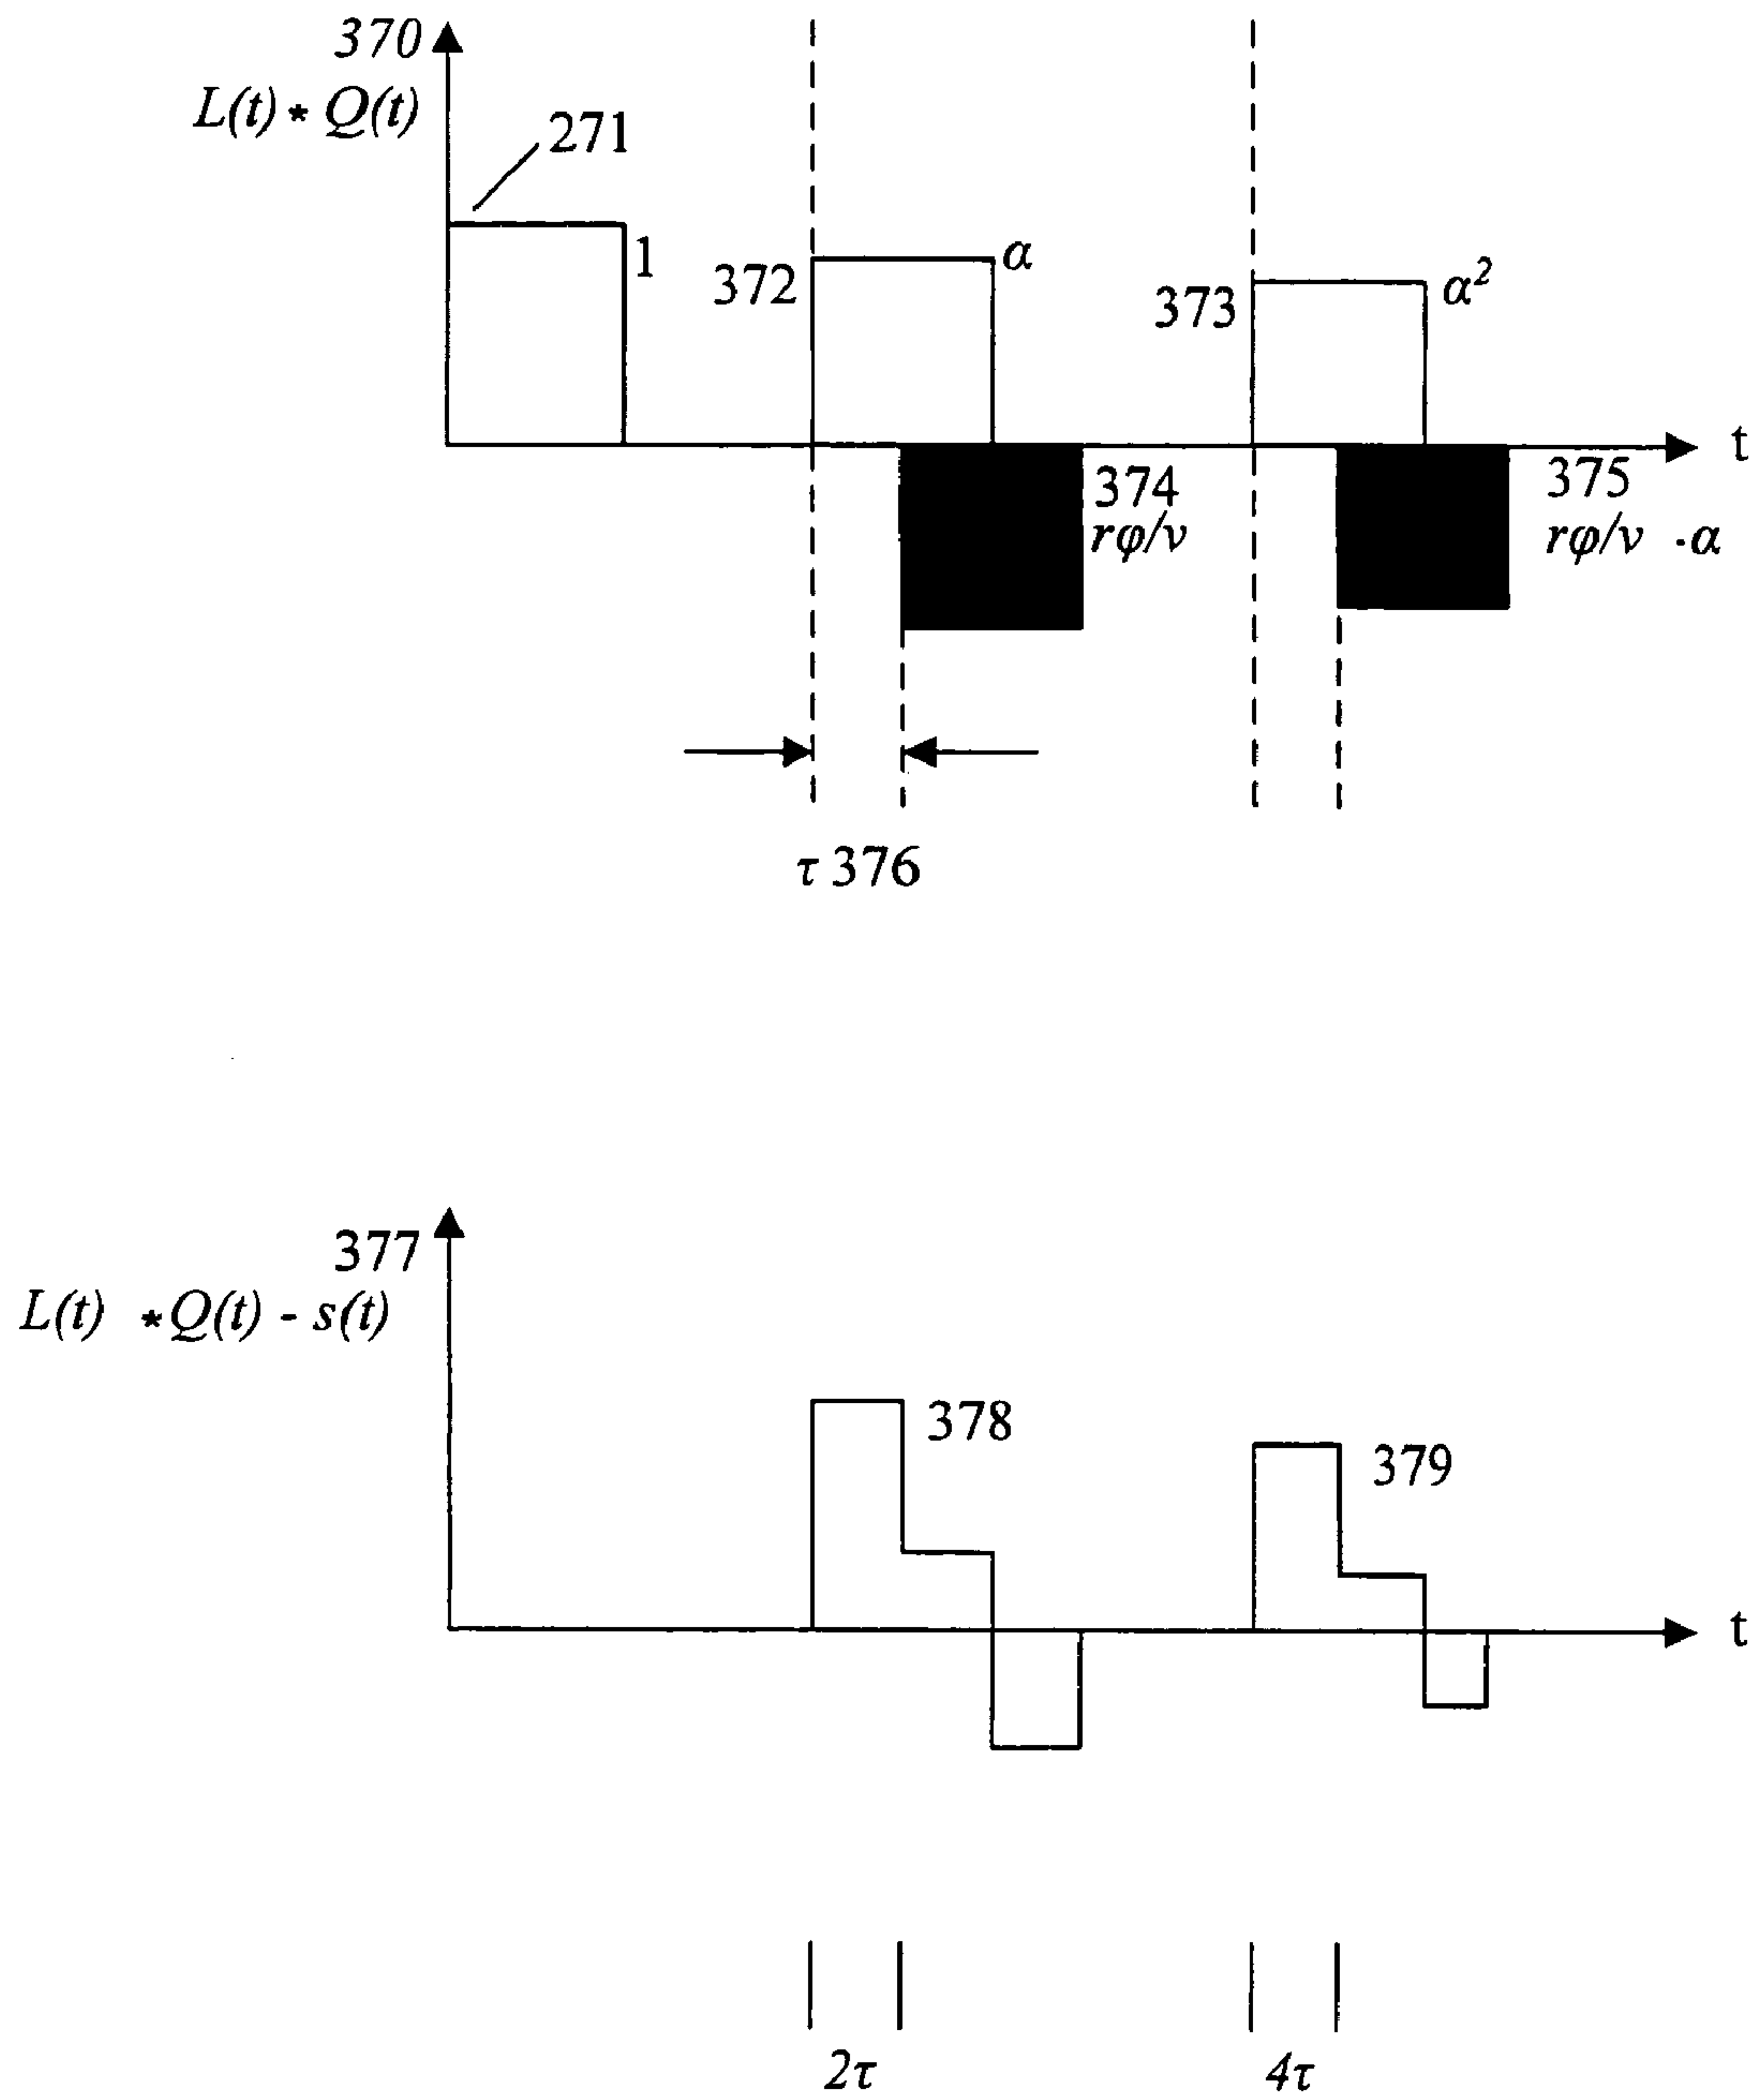 370
L(t) * Q(t)
271
1
372
α
373
α²
t
374
rφ/v
375
rφ/v ·α
τ 376
377
L(t) *Q(t) - s(t)
378
379
t
2τ
4τ